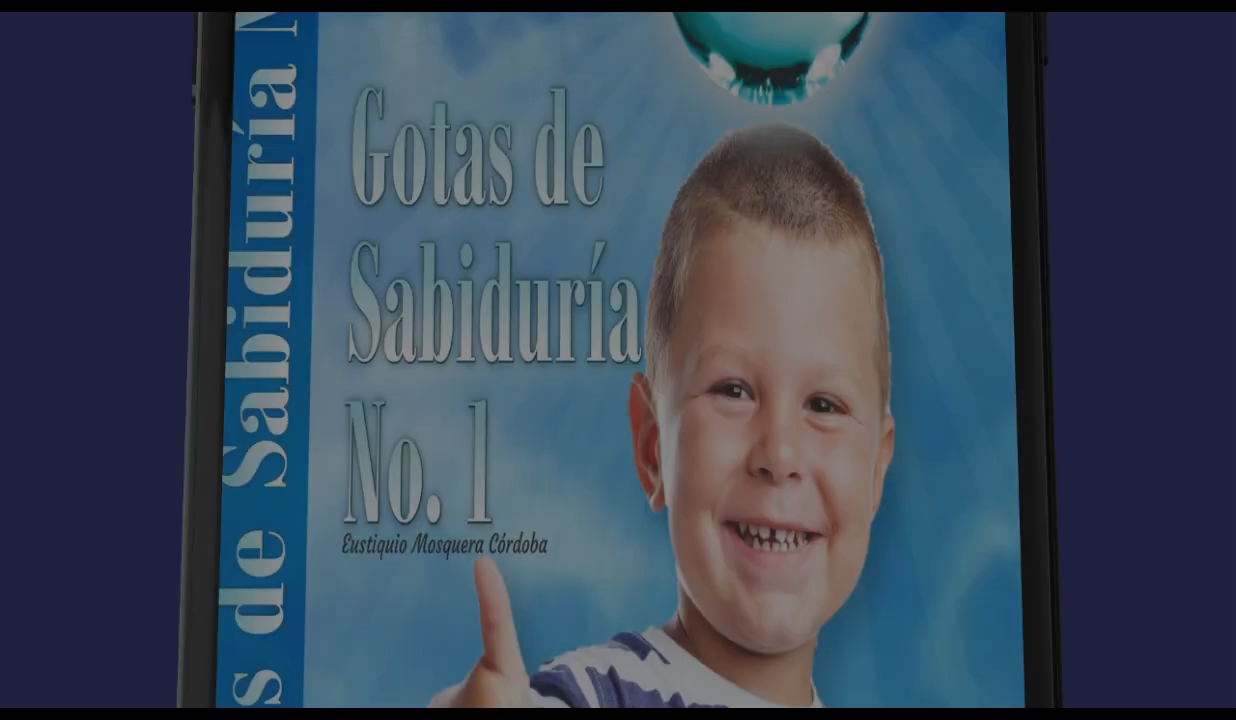 s de Sabiduría N
Gotas de
Sabiduría
No. 1
Eustiquio Mosquera Córdoba